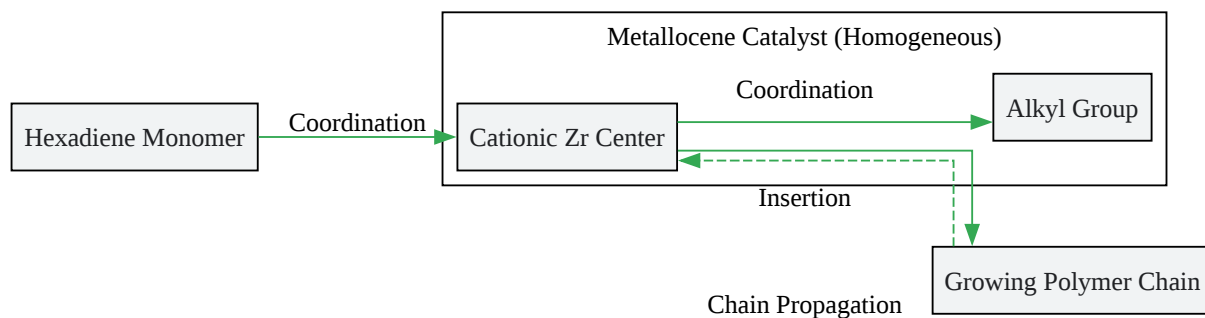 Metallocene Catalyst (Homogeneous)
Coordination
Alkyl Group
Hexadiene Monomer
Coordination
Cationic Zr Center
Insertion
Growing Polymer Chain
Chain Propagation